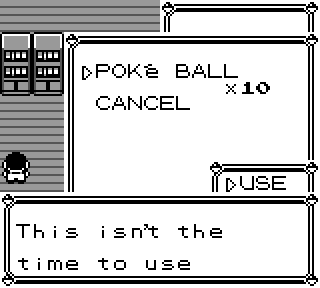 ▷POKé BALL
×10
CANCEL
▷USE
This isn't the
time to use